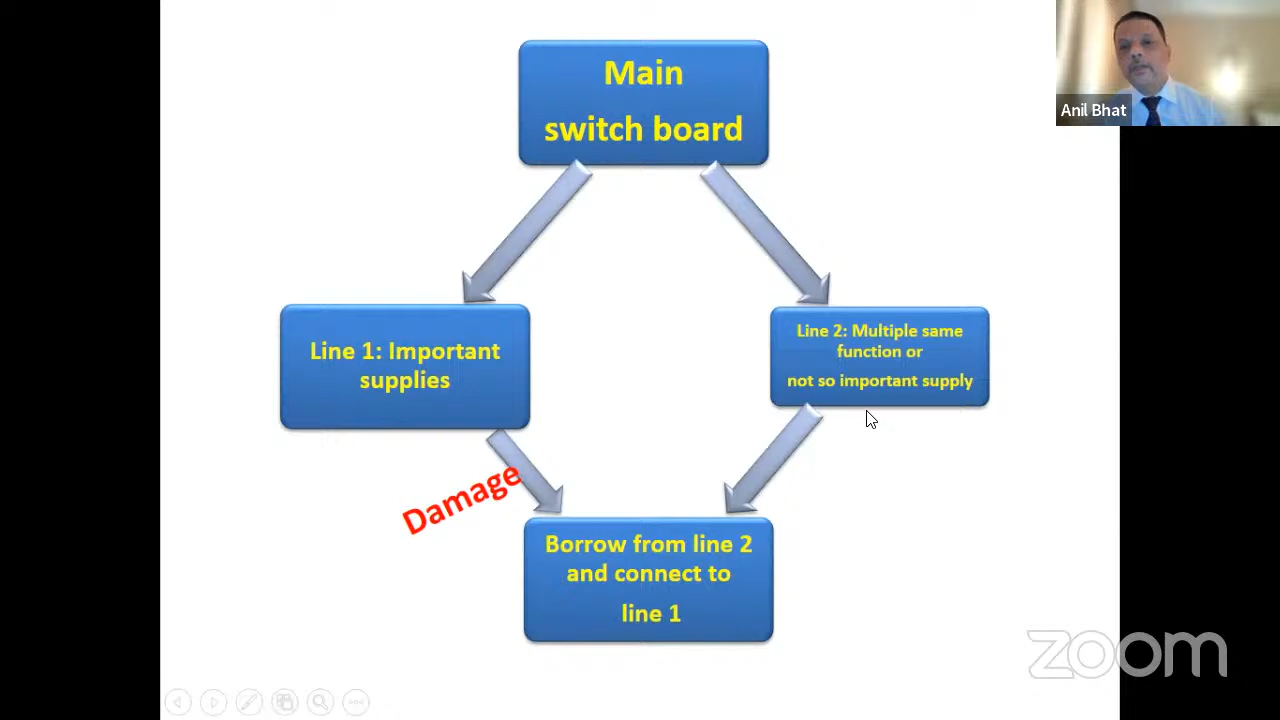 Main
switch board
Anil Bhat
Line 1: Important
supplies
Line 2: Multiple same
function or
not so important supply
Damage
Borrow from line 2
and connect to
line 1
zoom